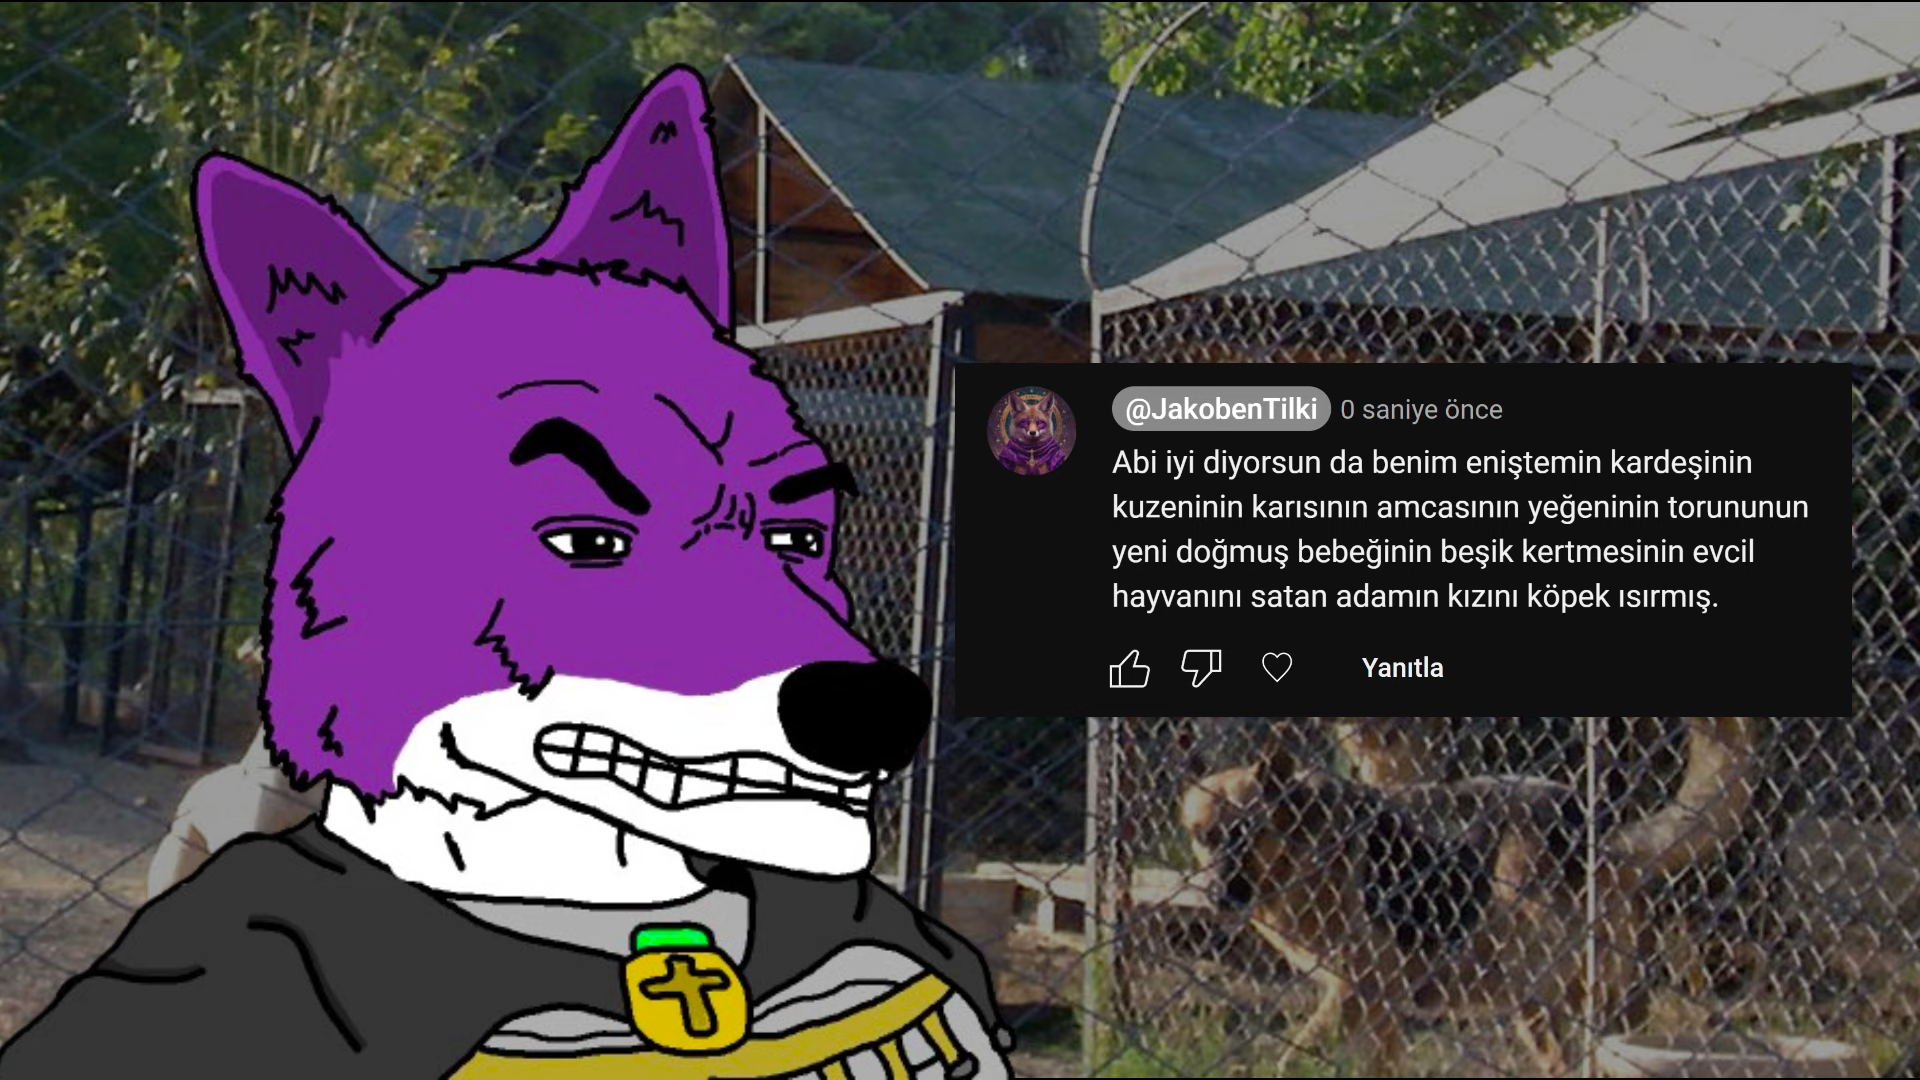 @JakobenTilki 0 saniye önce
Abi iyi diyorsun da benim eniştemin kardeşinin
kuzeninin karısının amcasının yeğeninin torununun
yeni doğmuş bebeğinin beşik kertmesinin evcil
hayvanını satan adamın kızını köpek ısırmış.
Yanıtla